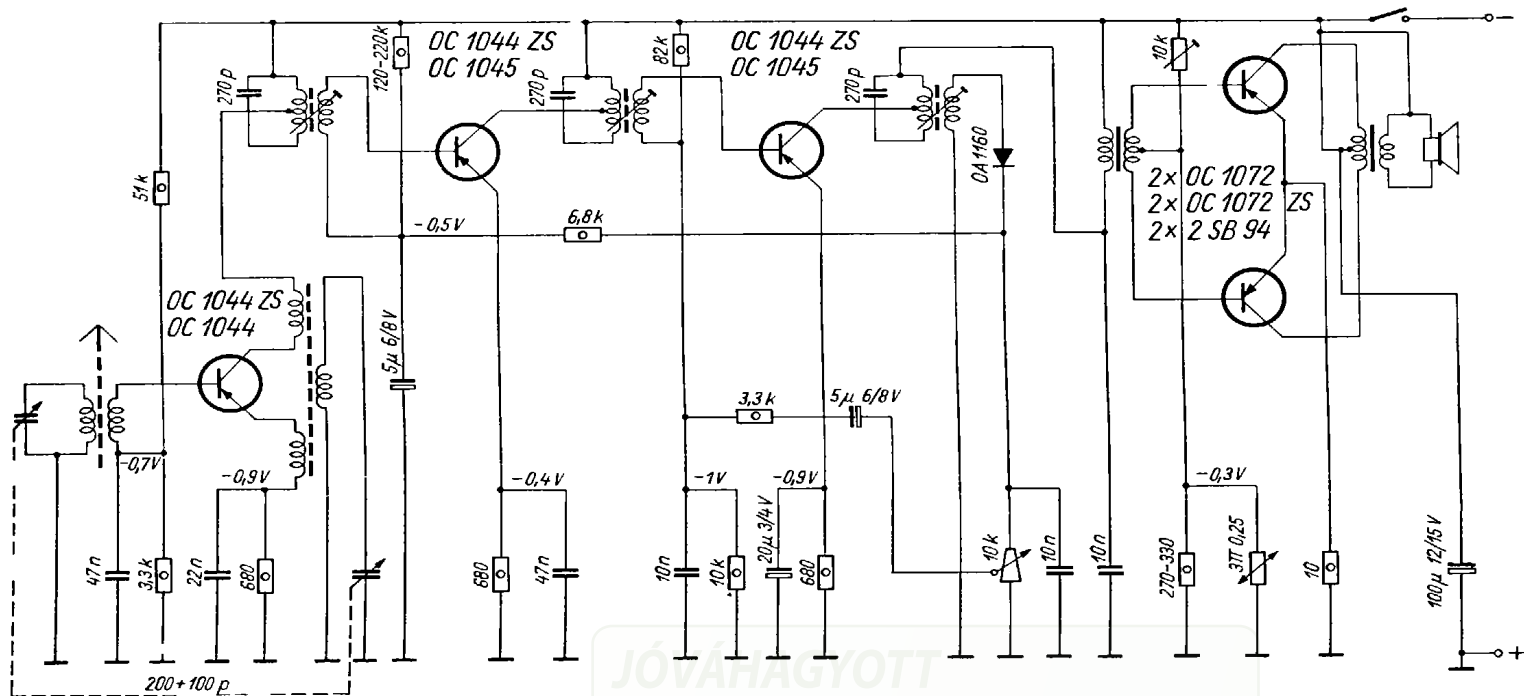 OC 1044 ZS
OC 1045
OC 1044 ZS
OC 1045
–
270p
120-220k
270p
82k
270p
10k
51k
OA1160
-0,5V
6,8k
2× OC 1072
2× OC 1072 ZS
2× 2 SB 94
OC 1044 ZS
OC 1044
5µ 6/8V
3,3k
5µ 6/8V
-0,7V
-0,9V
-0,4V
-1V
-0,9V
-0,3V
47n
3,3k
22n
680
680
47n
10n
10k
20µ 3/4V
680
10k
10n
10n
270-330
3TΠ 0,25
10
100µ 12/15V
+
200+100p
JÓVÁHAGYOTT